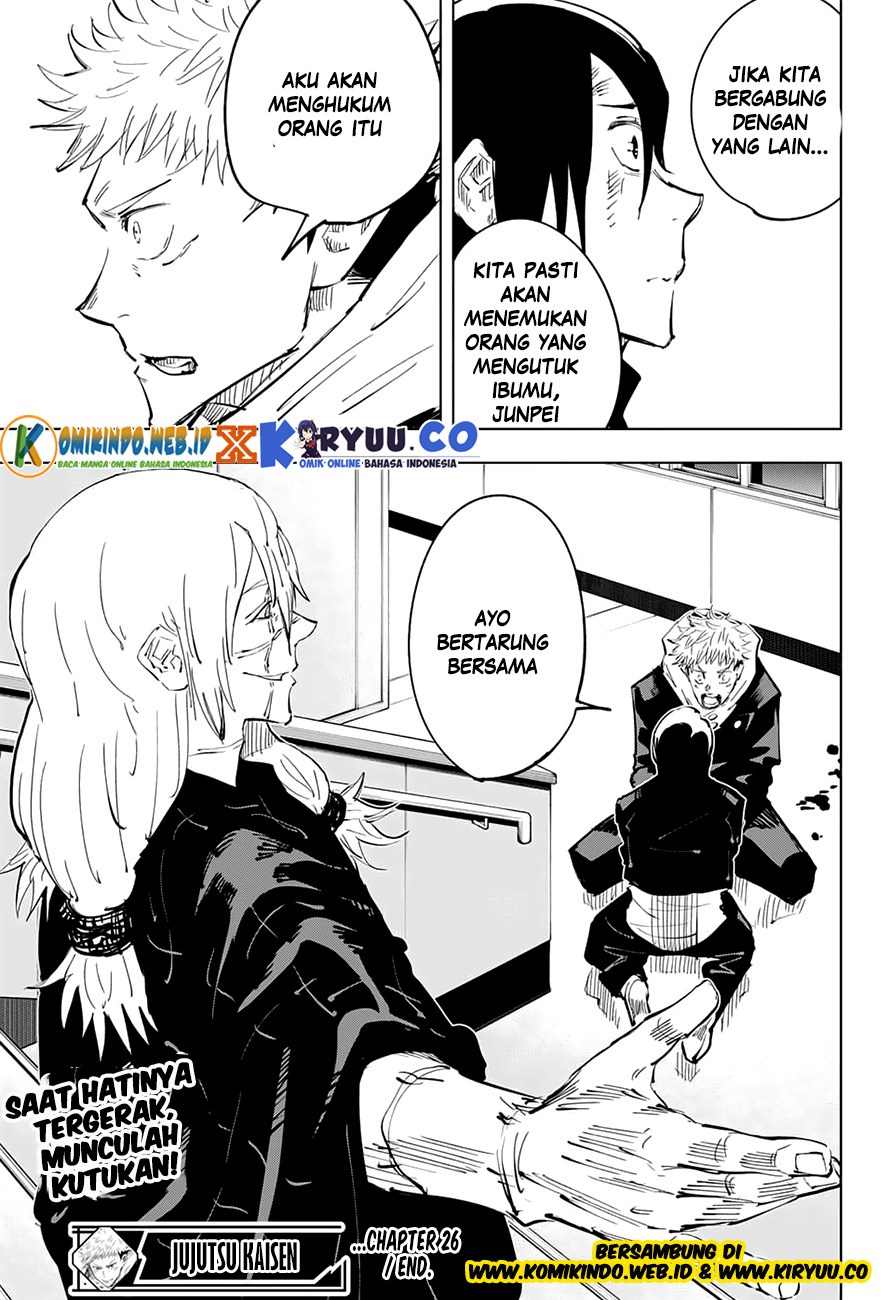 JIKA KITA
BERGABUNG
DENGAN
YANG LAIN...
KITA PASTI
AKAN
MENEMUKAN
ORANG YANG
MENGUTUK
IBUMU,
JUNPEI
AKU AKAN
MENGHUKUM
ORANG ITU
KOMIKINDO.WEB.ID X KIRYUU.CO
BACA MANGA ONLINE BAHASA INDONESIA OMIK ONLINE BAHASA INDONESIA
AYO
BERTARUNG
BERSAMA
SAAT HATINYA
TERGERAK,
MUNCULAH
KUTUKAN!
JUJUTSU KAISEN
...CHAPTER 26
/ END.
BERSAMBUNG DI
WWW.KOMIKINDO.WEB.ID & WWW.KIRYUU.CO